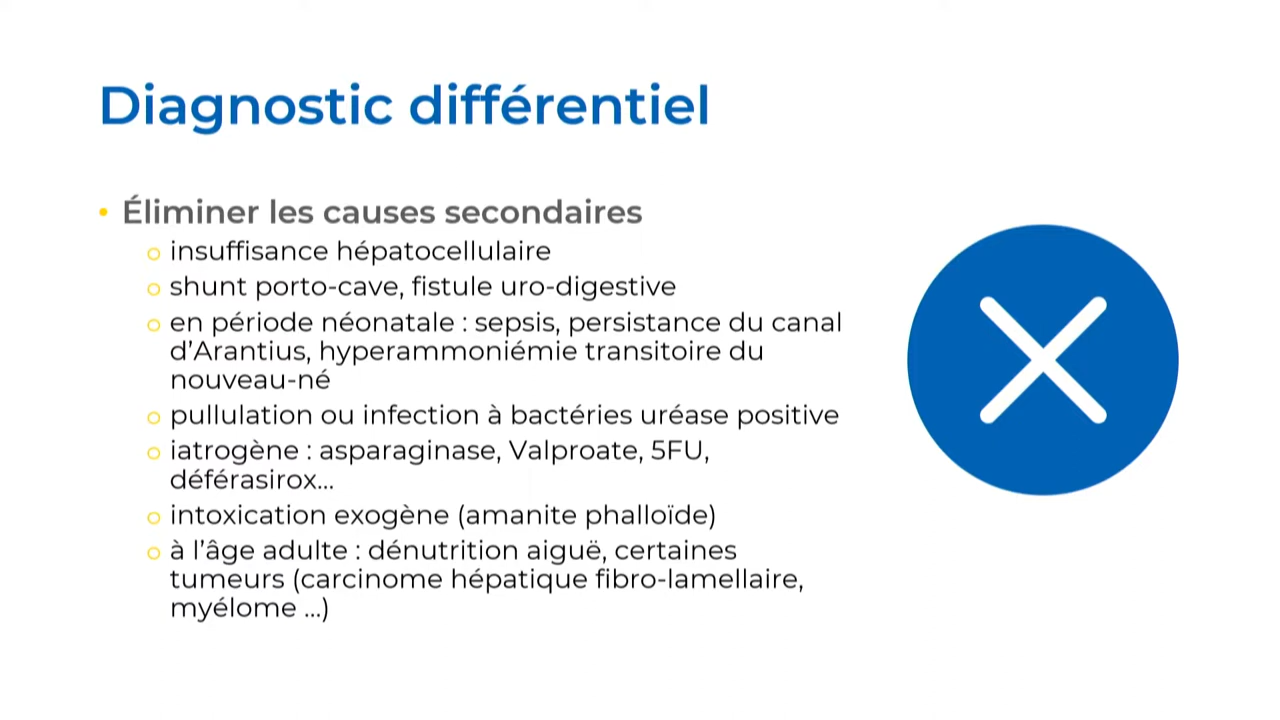 Diagnostic différentiel
• Éliminer les causes secondaires
o insuffisance hépatocellulaire
o shunt porto-cave, fistule uro-digestive
o en période néonatale : sepsis, persistance du canal
d’Arantius, hyperammoniémie transitoire du
nouveau-né
o pullulation ou infection à bactéries uréase positive
o iatrogène : asparaginase, Valproate, 5FU,
déférasirox...
o intoxication exogène (amanite phalloïde)
o à l’âge adulte : dénutrition aiguë, certaines
tumeurs (carcinome hépatique fibro-lamellaire,
myélome ...)